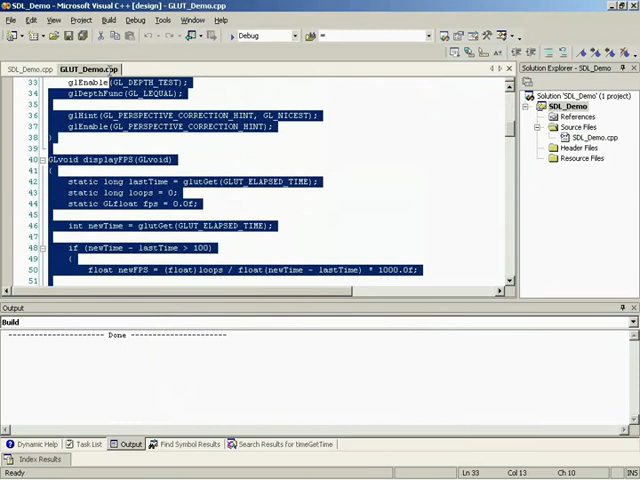 SDL_Demo - Microsoft Visual C++ [design] - GLUT_Demo.cpp
File Edit View Project Build Debug Tools Window Help
Debug
SDL_Demo.cpp GLUT_Demo.cpp
33 glEnable(GL_DEPTH_TEST);
34 glDepthFunc(GL_LEQUAL);
35
36 glHint(GL_PERSPECTIVE_CORRECTION_HINT, GL_NICEST);
37 glEnable(GL_PERSPECTIVE_CORRECTION_HINT);
38 }
39
40 GLvoid displayFPS(GLvoid)
41 {
42 static long lastTime = glutGet(GLUT_ELAPSED_TIME);
43 static long loops = 0;
44 static GLfloat fps = 0.0f;
45
46 int newTime = glutGet(GLUT_ELAPSED_TIME);
47
48 if (newTime - lastTime > 100)
49 {
50 float newFPS = (float)loops / float(newTime - lastTime) * 1000.0f;
51
Solution Explorer - SDL_Demo
Solution 'SDL_Demo' (1 project)
SDL_Demo
References
Source Files
SDL_Demo.cpp
Header Files
Resource Files
Output
Build
---------------------- Done ----------------------
Dynamic Help Task List Output Find Symbol Results Search Results for timeGetTime
Index Results
Ready Ln 33 Col 13 Ch 10 INS